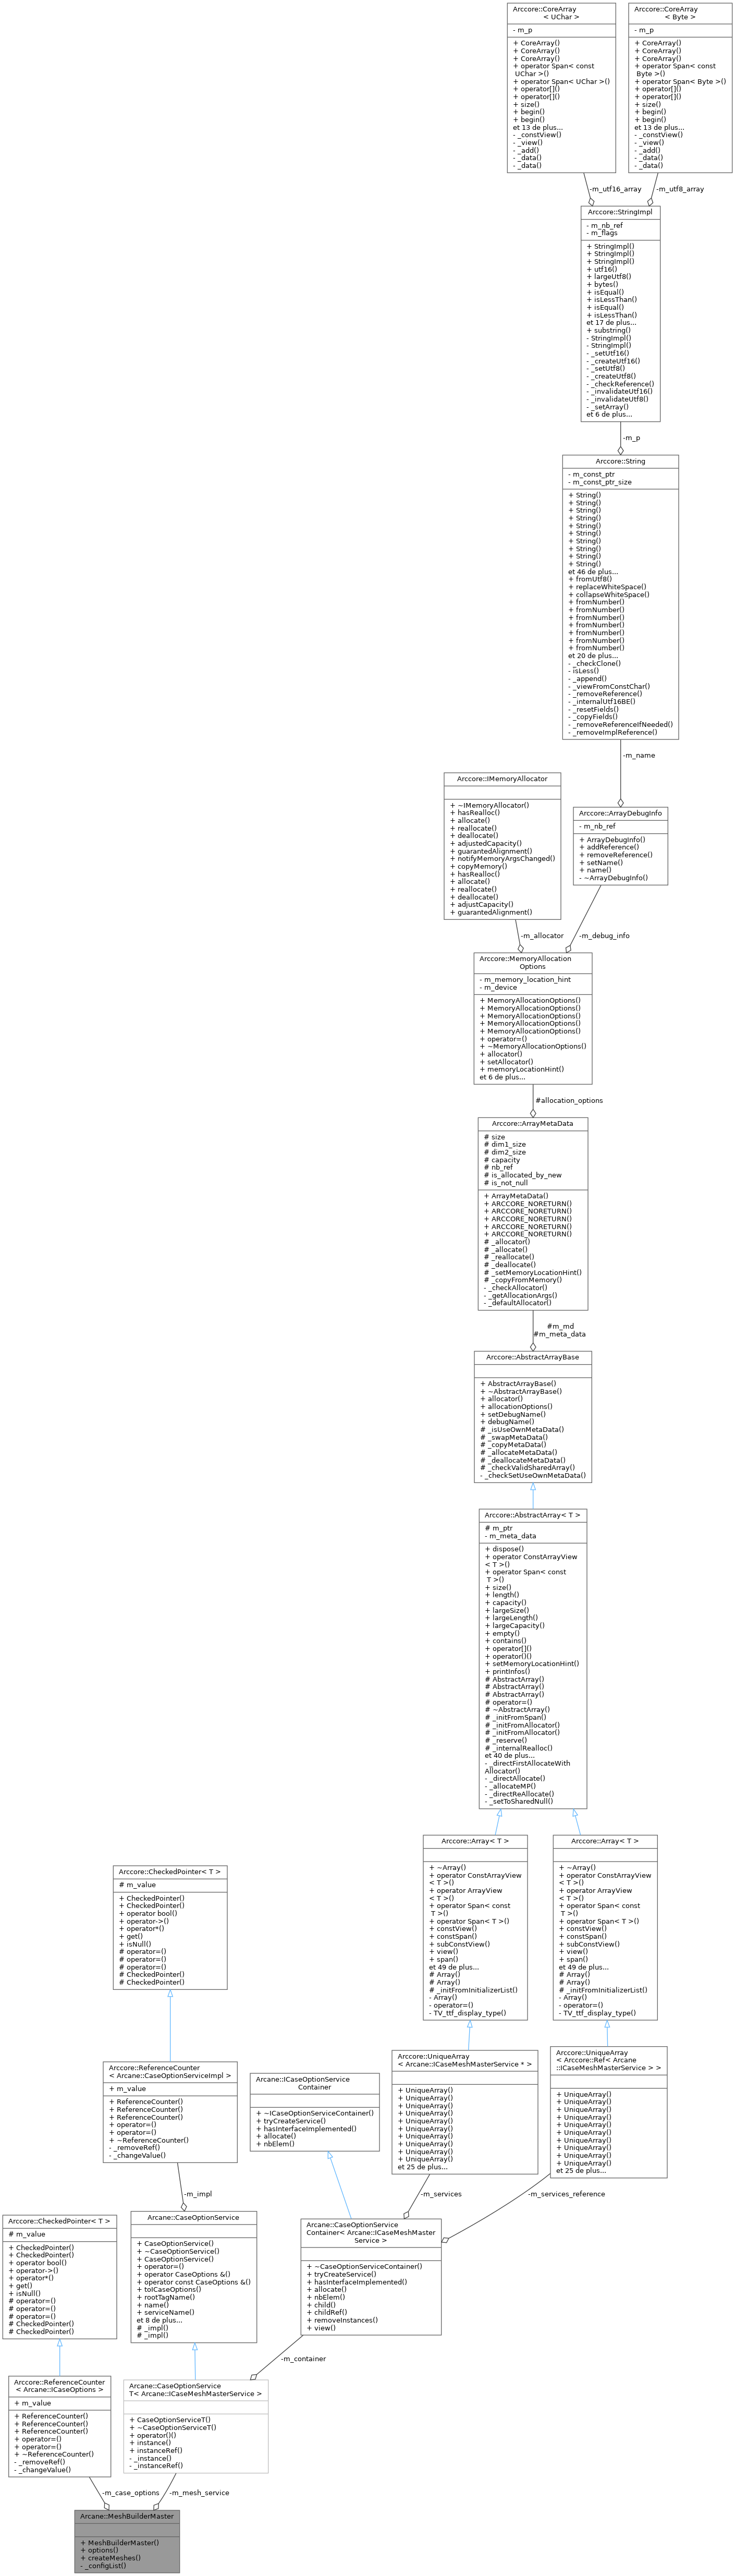 Arccore::CoreArray
< UChar >
- m_p
+ CoreArray()
+ CoreArray()
+ CoreArray()
+ operator Span< const
UChar >()
+ operator Span< UChar >()
+ operator[]()
+ operator[]()
+ size()
+ begin()
+ begin()
et 13 de plus...
- _constView()
- _view()
- _add()
- _data()
- _data()
Arccore::CoreArray
< Byte >
- m_p
+ CoreArray()
+ CoreArray()
+ CoreArray()
+ operator Span< const
Byte >()
+ operator Span< Byte >()
+ operator[]()
+ operator[]()
+ size()
+ begin()
+ begin()
et 13 de plus...
- _constView()
- _view()
- _add()
- _data()
- _data()
-m_utf16_array
-m_utf8_array
Arccore::StringImpl
- m_nb_ref
- m_flags
+ StringImpl()
+ StringImpl()
+ StringImpl()
+ utf16()
+ largeUtf8()
+ bytes()
+ isEqual()
+ isLessThan()
+ isEqual()
+ isLessThan()
et 17 de plus...
+ substring()
- StringImpl()
- StringImpl()
- _setUtf16()
- _createUtf16()
- _setUtf8()
- _createUtf8()
- _checkReference()
- _invalidateUtf16()
- _invalidateUtf8()
- _setArray()
et 6 de plus...
-m_p
Arccore::String
- m_const_ptr
- m_const_ptr_size
+ String()
+ String()
+ String()
+ String()
+ String()
+ String()
+ String()
+ String()
+ String()
+ String()
et 46 de plus...
+ fromUtf8()
+ replaceWhiteSpace()
+ collapseWhiteSpace()
+ fromNumber()
+ fromNumber()
+ fromNumber()
+ fromNumber()
+ fromNumber()
+ fromNumber()
+ fromNumber()
et 20 de plus...
- _checkClone()
- isLess()
- _append()
- _viewFromConstChar()
- _removeReference()
- _internalUtf16BE()
- _resetFields()
- _copyFields()
- _removeReferenceIfNeeded()
- _removeImplReference()
-m_name
Arccore::IMemoryAllocator
+ ~IMemoryAllocator()
+ hasRealloc()
+ allocate()
+ reallocate()
+ deallocate()
+ adjustedCapacity()
+ guarantedAlignment()
+ notifyMemoryArgsChanged()
+ copyMemory()
+ hasRealloc()
+ allocate()
+ reallocate()
+ deallocate()
+ adjustCapacity()
+ guarantedAlignment()
Arccore::ArrayDebugInfo
- m_nb_ref
+ ArrayDebugInfo()
+ addReference()
+ removeReference()
+ setName()
+ name()
- ~ArrayDebugInfo()
-m_allocator
-m_debug_info
Arccore::MemoryAllocation
Options
- m_memory_location_hint
- m_device
+ MemoryAllocationOptions()
+ MemoryAllocationOptions()
+ MemoryAllocationOptions()
+ MemoryAllocationOptions()
+ MemoryAllocationOptions()
+ operator=()
+ ~MemoryAllocationOptions()
+ allocator()
+ setAllocator()
+ memoryLocationHint()
et 6 de plus...
#allocation_options
Arccore::ArrayMetaData
# size
# dim1_size
# dim2_size
# capacity
# nb_ref
# is_allocated_by_new
# is_not_null
+ ArrayMetaData()
+ ARCCORE_NORETURN()
+ ARCCORE_NORETURN()
+ ARCCORE_NORETURN()
+ ARCCORE_NORETURN()
+ ARCCORE_NORETURN()
# _allocator()
# _allocate()
# _reallocate()
# _deallocate()
# _setMemoryLocationHint()
# _copyFromMemory()
- _checkAllocator()
- _getAllocationArgs()
- _defaultAllocator()
#m_md
#m_meta_data
Arccore::AbstractArrayBase
+ AbstractArrayBase()
+ ~AbstractArrayBase()
+ allocator()
+ allocationOptions()
+ setDebugName()
+ debugName()
# _isUseOwnMetaData()
# _swapMetaData()
# _copyMetaData()
# _allocateMetaData()
# _deallocateMetaData()
# _checkValidSharedArray()
- _checkSetUseOwnMetaData()
Arccore::AbstractArray< T >
# m_ptr
- m_meta_data
+ dispose()
+ operator ConstArrayView
< T >()
+ operator Span< const
T >()
+ size()
+ length()
+ capacity()
+ largeSize()
+ largeLength()
+ largeCapacity()
+ empty()
+ contains()
+ operator[]()
+ operator()()
+ setMemoryLocationHint()
+ printInfos()
# AbstractArray()
# AbstractArray()
# AbstractArray()
# operator=()
# ~AbstractArray()
# _initFromSpan()
# _initFromAllocator()
# _initFromAllocator()
# _reserve()
# _internalRealloc()
et 40 de plus...
- _directFirstAllocateWith
Allocator()
- _directAllocate()
- _allocateMP()
- _directReAllocate()
- _setToSharedNull()
Arccore::Array< T >
+ ~Array()
+ operator ConstArrayView
< T >()
+ operator ArrayView
< T >()
+ operator Span< const
T >()
+ operator Span< T >()
+ constView()
+ constSpan()
+ subConstView()
+ view()
+ span()
et 49 de plus...
# Array()
# Array()
# _initFromInitializerList()
- Array()
- operator=()
- TV_ttf_display_type()
Arccore::Array< T >
+ ~Array()
+ operator ConstArrayView
< T >()
+ operator ArrayView
< T >()
+ operator Span< const
T >()
+ operator Span< T >()
+ constView()
+ constSpan()
+ subConstView()
+ view()
+ span()
et 49 de plus...
# Array()
# Array()
# _initFromInitializerList()
- Array()
- operator=()
- TV_ttf_display_type()
Arccore::CheckedPointer< T >
# m_value
+ CheckedPointer()
+ CheckedPointer()
+ operator bool()
+ operator->()
+ operator*()
+ get()
+ isNull()
# operator=()
# operator=()
# operator=()
# CheckedPointer()
# CheckedPointer()
Arccore::ReferenceCounter
< Arcane::CaseOptionServiceImpl >
+ m_value
+ ReferenceCounter()
+ ReferenceCounter()
+ ReferenceCounter()
+ operator=()
+ operator=()
+ ~ReferenceCounter()
- _removeRef()
- _changeValue()
Arcane::ICaseOptionService
Container
+ ~ICaseOptionServiceContainer()
+ tryCreateService()
+ hasInterfaceImplemented()
+ allocate()
+ nbElem()
Arccore::UniqueArray
< Arcane::ICaseMeshMasterService * >
+ UniqueArray()
+ UniqueArray()
+ UniqueArray()
+ UniqueArray()
+ UniqueArray()
+ UniqueArray()
+ UniqueArray()
+ UniqueArray()
+ UniqueArray()
+ UniqueArray()
et 25 de plus...
Arccore::UniqueArray
< Arccore::Ref< Arcane
::ICaseMeshMasterService > >
+ UniqueArray()
+ UniqueArray()
+ UniqueArray()
+ UniqueArray()
+ UniqueArray()
+ UniqueArray()
+ UniqueArray()
+ UniqueArray()
+ UniqueArray()
+ UniqueArray()
et 25 de plus...
-m_impl
-m_services
-m_services_reference
Arccore::CheckedPointer< T >
# m_value
+ CheckedPointer()
+ CheckedPointer()
+ operator bool()
+ operator->()
+ operator*()
+ get()
+ isNull()
# operator=()
# operator=()
# operator=()
# CheckedPointer()
# CheckedPointer()
Arcane::CaseOptionService
+ CaseOptionService()
+ ~CaseOptionService()
+ CaseOptionService()
+ operator=()
+ operator CaseOptions &()
+ operator const CaseOptions &()
+ toICaseOptions()
+ rootTagName()
+ name()
+ serviceName()
et 8 de plus...
# _impl()
# _impl()
Arcane::CaseOptionService
Container< Arcane::ICaseMeshMaster
Service >
+ ~CaseOptionServiceContainer()
+ tryCreateService()
+ hasInterfaceImplemented()
+ allocate()
+ nbElem()
+ child()
+ childRef()
+ removeInstances()
+ view()
-m_container
Arccore::ReferenceCounter
< Arcane::ICaseOptions >
+ m_value
+ ReferenceCounter()
+ ReferenceCounter()
+ ReferenceCounter()
+ operator=()
+ operator=()
+ ~ReferenceCounter()
- _removeRef()
- _changeValue()
Arcane::CaseOptionService
T< Arcane::ICaseMeshMasterService >
+ CaseOptionServiceT()
+ ~CaseOptionServiceT()
+ operator()()
+ instance()
+ instanceRef()
- _instance()
- _instanceRef()
-m_case_options
-m_mesh_service
Arcane::MeshBuilderMaster
+ MeshBuilderMaster()
+ options()
+ createMeshes()
- _configList()